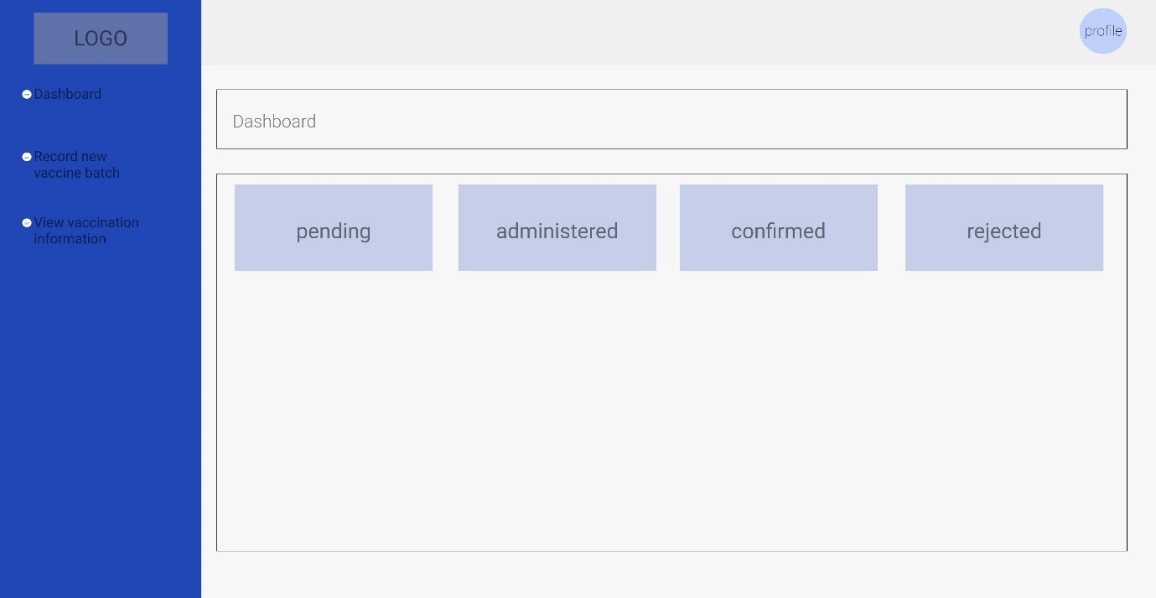 LOGO
profile
Dashboard
Record new
vaccine batch
View vaccination
information
Dashboard
pending
administered
confirmed
rejected